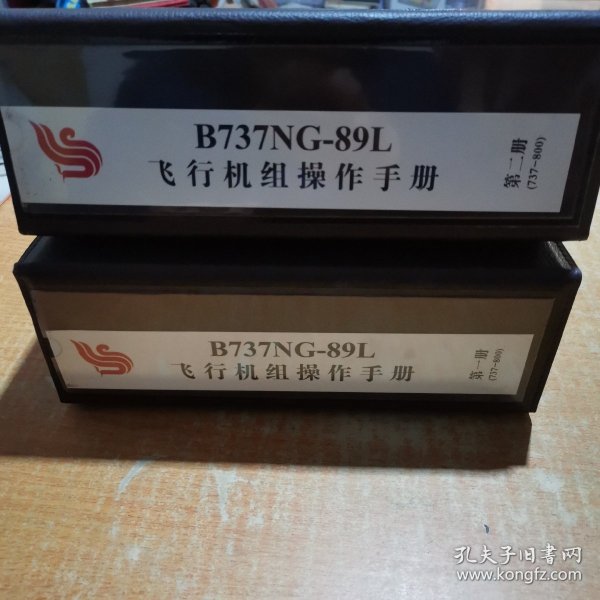 B737NG-89L
飞行机组操作手册
第二册
(737-800)
B737NG-89L
飞行机组操作手册
第一册
(737-800)
孔夫子旧書网
www.kongfz.com